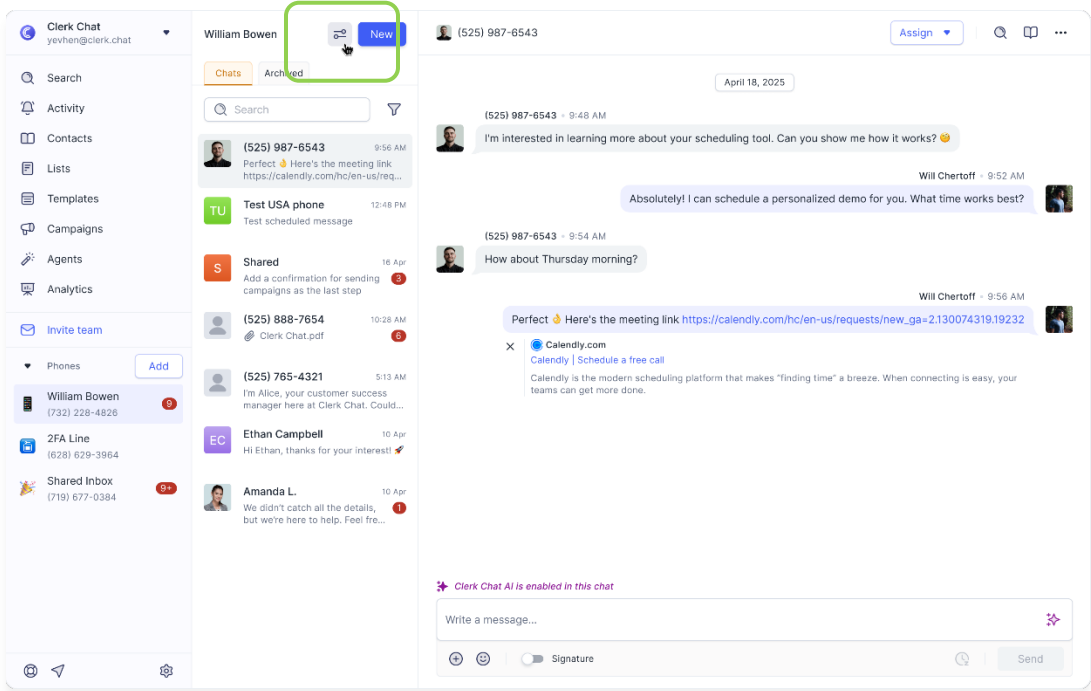 Clerk Chat
yevhen@clerk.chat
Search
Activity
Contacts
Lists
Templates
Campaigns
Agents
Analytics
Invite team
Phones
Add
William Bowen
(732) 228-4826
9
2FA Line
(628) 629-3964
Shared Inbox
(719) 677-0384
9+
William Bowen
New
Chats
Archived
Search
(525) 987-6543
9:56 AM
Perfect 👌 Here's the meeting link
https://calendly.com/hc/en-us/req...
TU
Test USA phone
12:48 PM
Test scheduled message
S
Shared
16 Apr
Add a confirmation for sending
campaigns as the last step
3
(525) 888-7654
10:28 AM
Clerk Chat.pdf
6
(525) 765-4321
5:13 AM
I'm Alice, your customer success
manager here at Clerk Chat. Could...
EC
Ethan Campbell
10 Apr
Hi Ethan, thanks for your interest! 🚀
Amanda L.
10 Apr
We didn't catch all the details,
but we're here to help. Feel fre...
1
(525) 987-6543
Assign
April 18, 2025
(525) 987-6543 • 9:48 AM
I'm interested in learning more about your scheduling tool. Can you show me how it works? 🧐
Will Chertoff • 9:52 AM
Absolutely! I can schedule a personalized demo for you. What time works best?
(525) 987-6543 • 9:54 AM
How about Thursday morning?
Will Chertoff • 9:56 AM
Perfect 👌 Here's the meeting link https://calendly.com/hc/en-us/requests/new_ga=2.130074319.19232
Calendly.com
Calendly | Schedule a free call
Calendly is the modern scheduling platform that makes "finding time" a breeze. When connecting is easy, your
teams can get more done.
Clerk Chat AI is enabled in this chat
Write a message...
Signature
Send